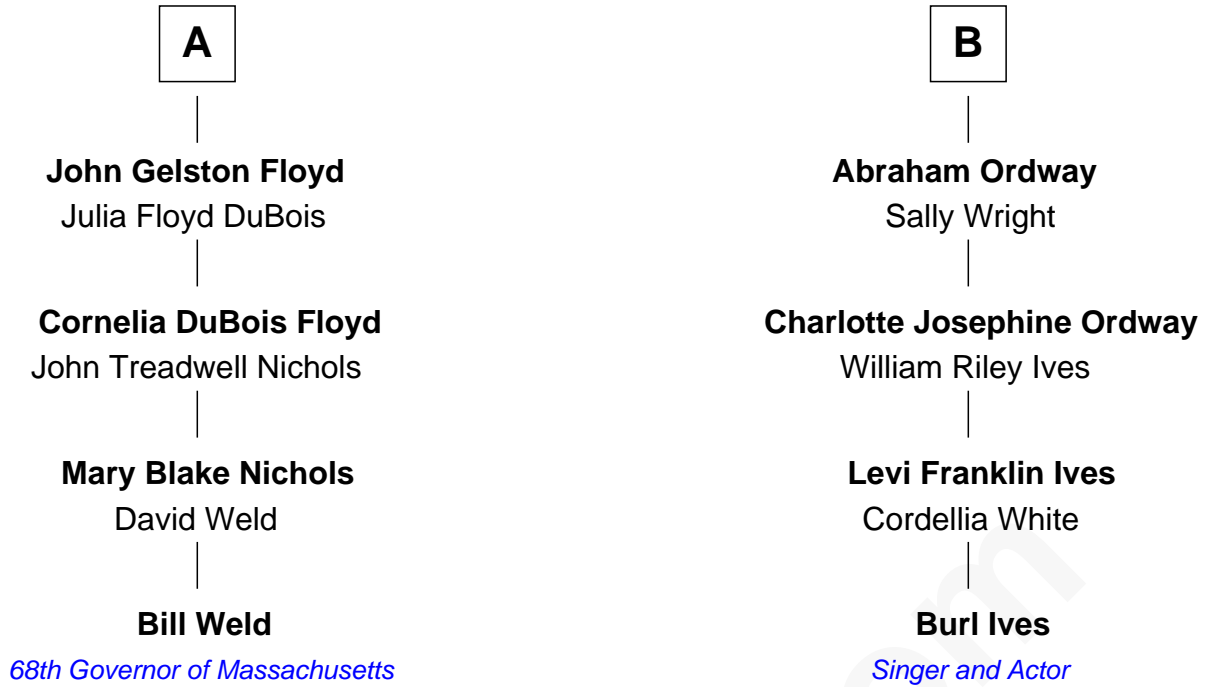 A
B
John Gelston Floyd
Abraham Ordway
Julia Floyd DuBois
Sally Wright
Cornelia DuBois Floyd
Charlotte Josephine Ordway
John Treadwell Nichols
William Riley Ives
Mary Blake Nichols
Levi Franklin Ives
David Weld
Cordellia White
Bill Weld
Burl Ives
68th Governor of Massachusetts
Singer and Actor